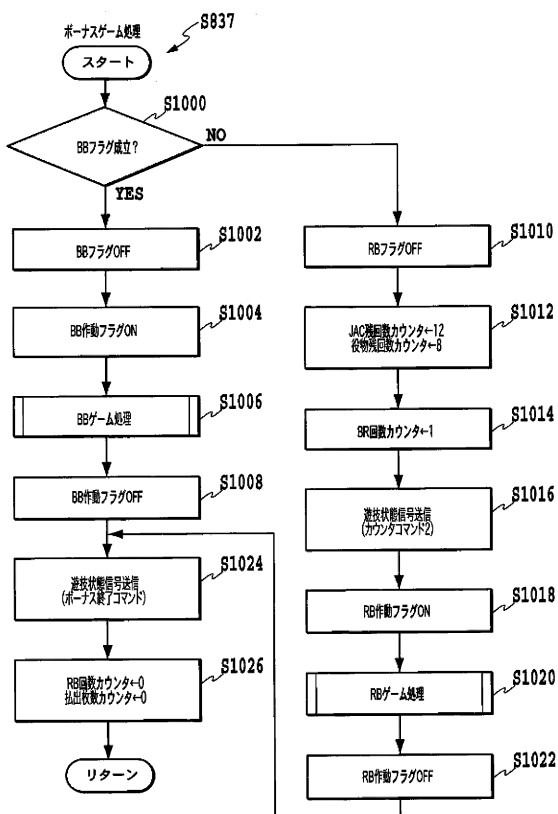 ボーナスゲーム処理
S837
スタート
S1000
BBフラグ成立?
NO
YES
BBフラグOFF
S1002
BB作動フラグON
S1004
BBゲーム処理
S1006
BB作動フラグOFF
S1008
遊技状態信号送信
(ボーナス終了コマンド)
S1024
RB回数カウンタ←0
払出枚数カウンタ←0
S1026
リターン
RBフラグOFF
S1010
JAC残回数カウンタ←12
役物残回数カウンタ←8
S1012
BR回数カウンタ←1
S1014
遊技状態信号送信
(カウンタコマンド2)
S1016
RB作動フラグON
S1018
RBゲーム処理
S1020
RB作動フラグOFF
S1022